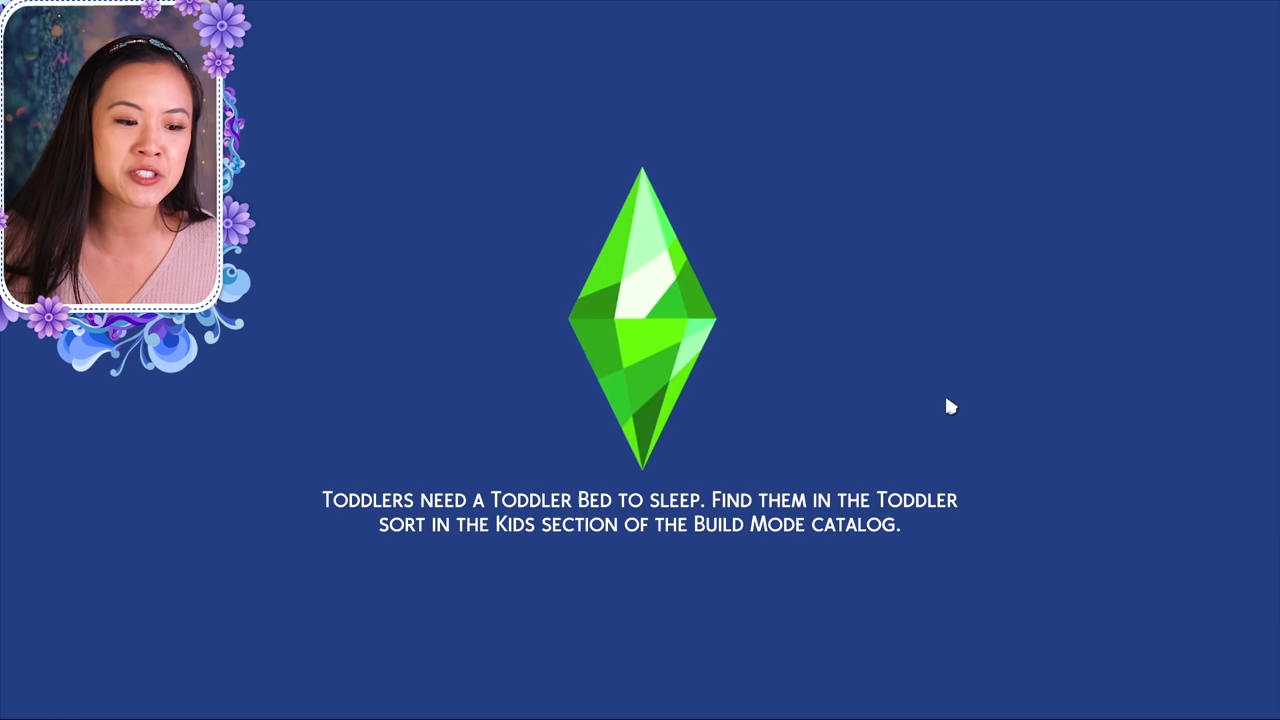 Toddlers need a Toddler Bed to sleep. Find them in the Toddler
sort in the Kids section of the Build Mode catalog.